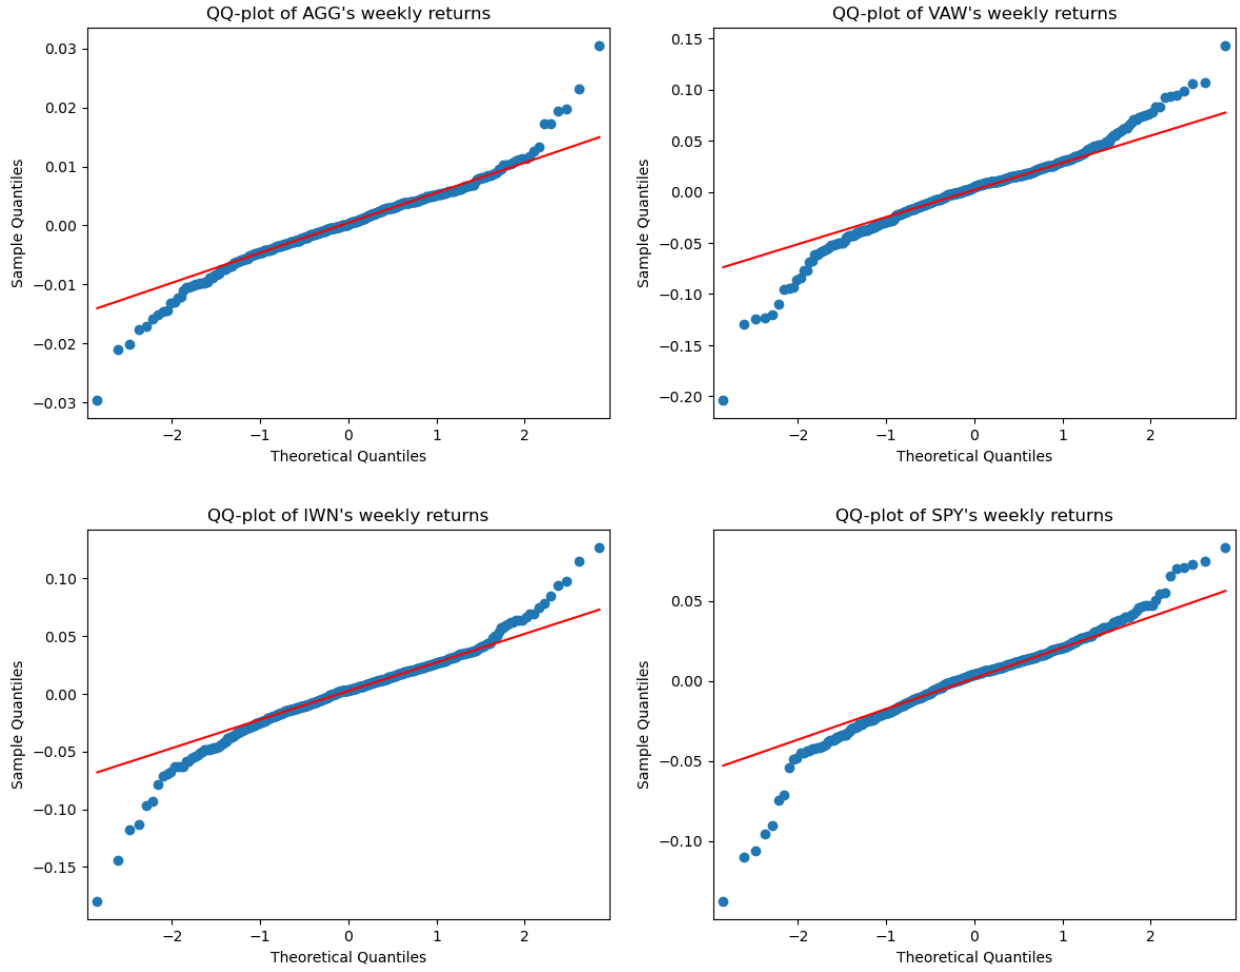 QQ-plot of AGG's weekly returns
Sample Quantiles
0.03
0.02
0.01
0.00
−0.01
−0.02
−0.03
−2 −1 0 1 2
Theoretical Quantiles
QQ-plot of VAW's weekly returns
Sample Quantiles
0.15
0.10
0.05
0.00
−0.05
−0.10
−0.15
−0.20
−2 −1 0 1 2
Theoretical Quantiles
QQ-plot of IWN's weekly returns
Sample Quantiles
0.10
0.05
0.00
−0.05
−0.10
−0.15
−2 −1 0 1 2
Theoretical Quantiles
QQ-plot of SPY's weekly returns
Sample Quantiles
0.05
0.00
−0.05
−0.10
−2 −1 0 1 2
Theoretical Quantiles